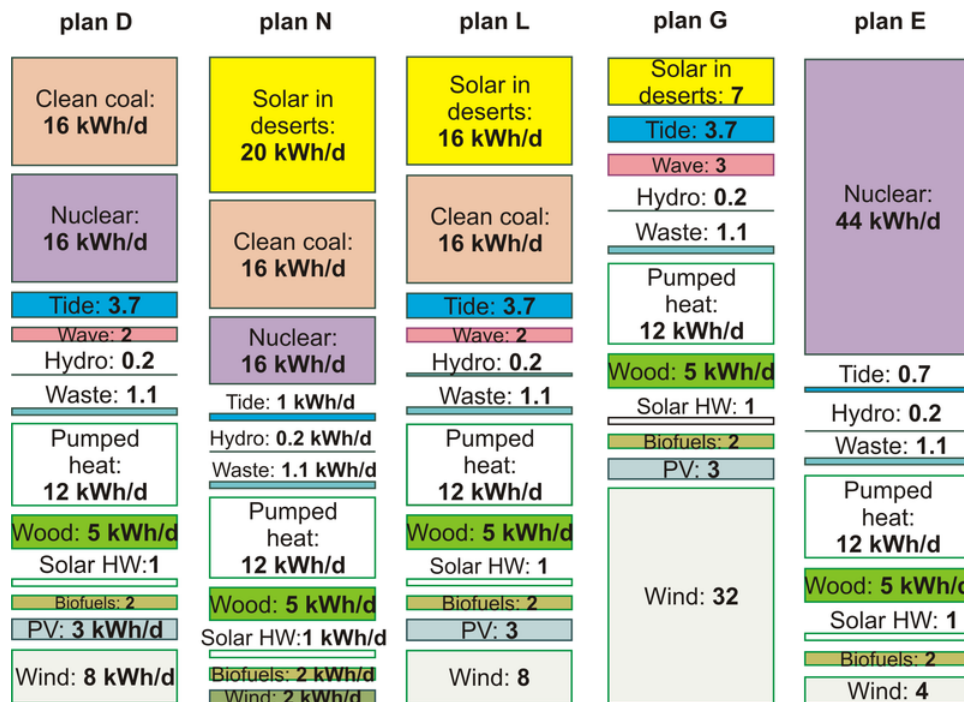 plan D
Clean coal:
16 kWh/d
Nuclear:
16 kWh/d
Tide: 3.7
Wave: 2
Hydro: 0.2
Waste: 1.1
Pumped
heat:
12 kWh/d
Wood: 5 kWh/d
Solar HW:1
Biofuels: 2
PV: 3 kWh/d
Wind: 8 kWh/d
plan N
Solar in
deserts:
20 kWh/d
Clean coal:
16 kWh/d
Nuclear:
16 kWh/d
Tide: 1 kWh/d
Hydro: 0.2 kWh/d
Waste: 1.1 kWh/d
Pumped
heat:
12 kWh/d
Wood: 5 kWh/d
Solar HW:1 kWh/d
Biofuels: 2 kWh/d
Wind: 2 kWh/d
plan L
Solar in
deserts:
16 kWh/d
Clean coal:
16 kWh/d
Tide: 3.7
Wave: 2
Hydro: 0.2
Waste: 1.1
Pumped
heat:
12 kWh/d
Wood: 5 kWh/d
Solar HW: 1
Biofuels: 2
PV: 3
Wind: 8
plan G
Solar in
deserts: 7
Tide: 3.7
Wave: 3
Hydro: 0.2
Waste: 1.1
Pumped
heat:
12 kWh/d
Wood: 5 kWh/d
Solar HW: 1
Biofuels: 2
PV: 3
Wind: 32
plan E
Nuclear:
44 kWh/d
Tide: 0.7
Hydro: 0.2
Waste: 1.1
Pumped
heat:
12 kWh/d
Wood: 5 kWh/d
Solar HW: 1
Biofuels: 2
Wind: 4